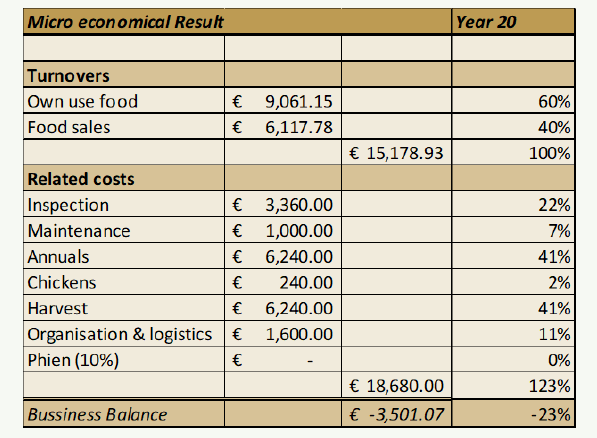 Micro economical Result Year 20
Turnovers
Own use food € 9,061.15 60%
Food sales € 6,117.78 40%
€ 15,178.93 100%
Related costs
Inspection € 3,360.00 22%
Maintenance € 1,000.00 7%
Annuals € 6,240.00 41%
Chickens € 240.00 2%
Harvest € 6,240.00 41%
Organisation & logistics € 1,600.00 11%
Phien (10%) € - 0%
€ 18,680.00 123%
Bussiness Balance € -3,501.07 -23%